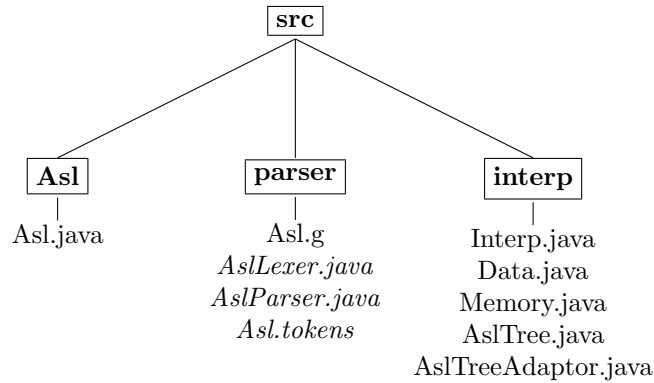 src
Asl
parser
interp
Asl.java
Asl.g
AslLexer.java
AslParser.java
Asl.tokens
Interp.java
Data.java
Memory.java
AslTree.java
AslTreeAdaptor.java